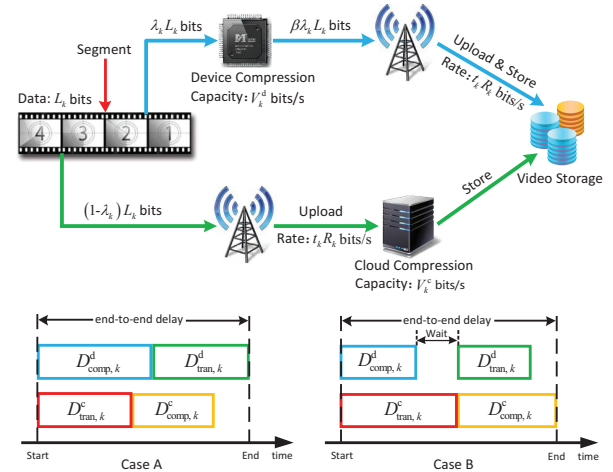 λ_k L_k bits
βλ_k L_k bits
Segment
Device Compression
Capacity: V_k^d bits/s
Upload & Store
Rate: t_k R_k bits/s
Data: L_k bits
4 3 2 1
Video Storage
(1-λ_k) L_k bits
Upload
Rate: t_k R_k bits/s
Store
Cloud Compression
Capacity: V_k^c bits/s
end-to-end delay
D^d_comp, k
D^d_tran, k
D^c_tran, k
D^c_comp, k
Start
End
time
Case A
end-to-end delay
Wait
D^d_comp, k
D^d_tran, k
D^c_tran, k
D^c_comp, k
Start
End
time
Case B